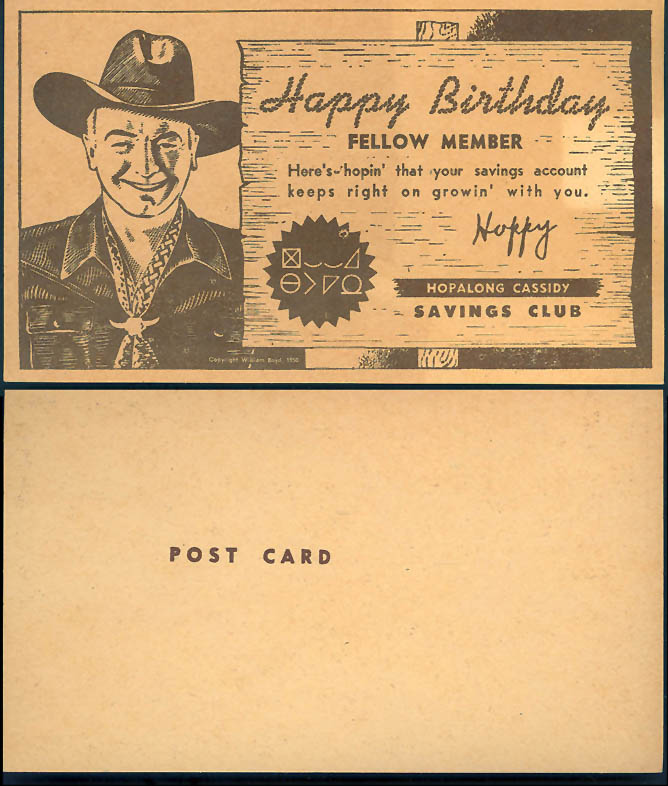 Happy Birthday
FELLOW MEMBER
Here's 'hopin' that your savings account
keeps right on growin' with you.
Hoppy
HOPALONG CASSIDY
SAVINGS CLUB
Copyright William Boyd, 1950
POST CARD